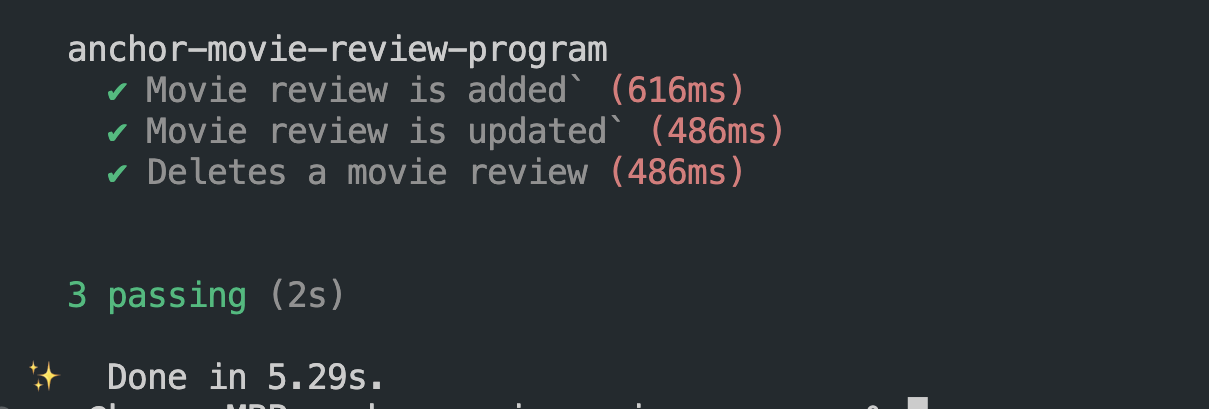 anchor-movie-review-program
✔ Movie review is added` (616ms)
✔ Movie review is updated` (486ms)
✔ Deletes a movie review (486ms)
3 passing (2s)
✨ Done in 5.29s.